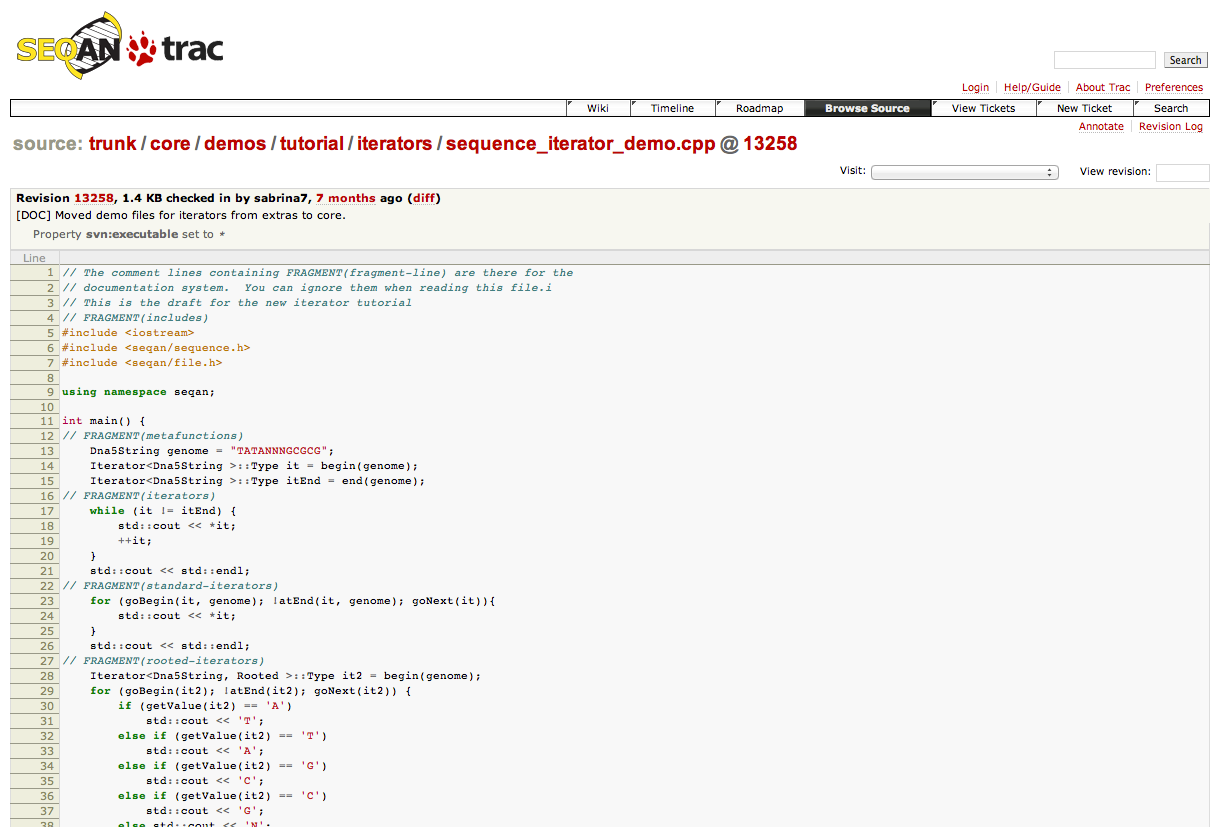 SEQAN trac
Search
Login Help/Guide About Trac Preferences
Wiki Timeline Roadmap Browse Source View Tickets New Ticket Search
Annotate Revision Log
source: trunk / core / demos / tutorial / iterators / sequence_iterator_demo.cpp @ 13258
Visit: View revision:
Revision 13258, 1.4 KB checked in by sabrina7, 7 months ago (diff)
[DOC] Moved demo files for iterators from extras to core.
Property svn:executable set to *
Line
1 // The comment lines containing FRAGMENT(fragment-line) are there for the
2 // documentation system.  You can ignore them when reading this file.i
3 // This is the draft for the new iterator tutorial
4 // FRAGMENT(includes)
5 #include <iostream>
6 #include <seqan/sequence.h>
7 #include <seqan/file.h>
8
9 using namespace seqan;
10
11 int main() {
12 // FRAGMENT(metafunctions)
13     Dna5String genome = "TATANNNGCGCG";
14     Iterator<Dna5String >::Type it = begin(genome);
15     Iterator<Dna5String >::Type itEnd = end(genome);
16 // FRAGMENT(iterators)
17     while (it != itEnd) {
18         std::cout << *it;
19         ++it;
20     }
21     std::cout << std::endl;
22 // FRAGMENT(standard-iterators)
23     for (goBegin(it, genome); !atEnd(it, genome); goNext(it)){
24         std::cout << *it;
25     }
26     std::cout << std::endl;
27 // FRAGMENT(rooted-iterators)
28     Iterator<Dna5String, Rooted >::Type it2 = begin(genome);
29     for (goBegin(it2); !atEnd(it2); goNext(it2)) {
30         if (getValue(it2) == 'A')
31             std::cout << 'T';
32         else if (getValue(it2) == 'T')
33             std::cout << 'A';
34         else if (getValue(it2) == 'G')
35             std::cout << 'C';
36         else if (getValue(it2) == 'C')
37             std::cout << 'G';
38         else std::cout << 'N';